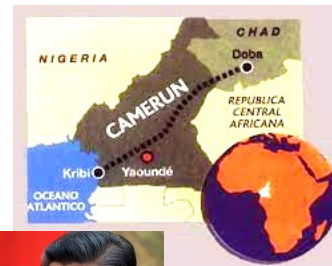 NIGERIA
CHAD
Doba
CAMERUN
REPUBLICA
CENTRAL
AFRICANA
Kribi
Yaoundé
OCEANO
ATLANTICO